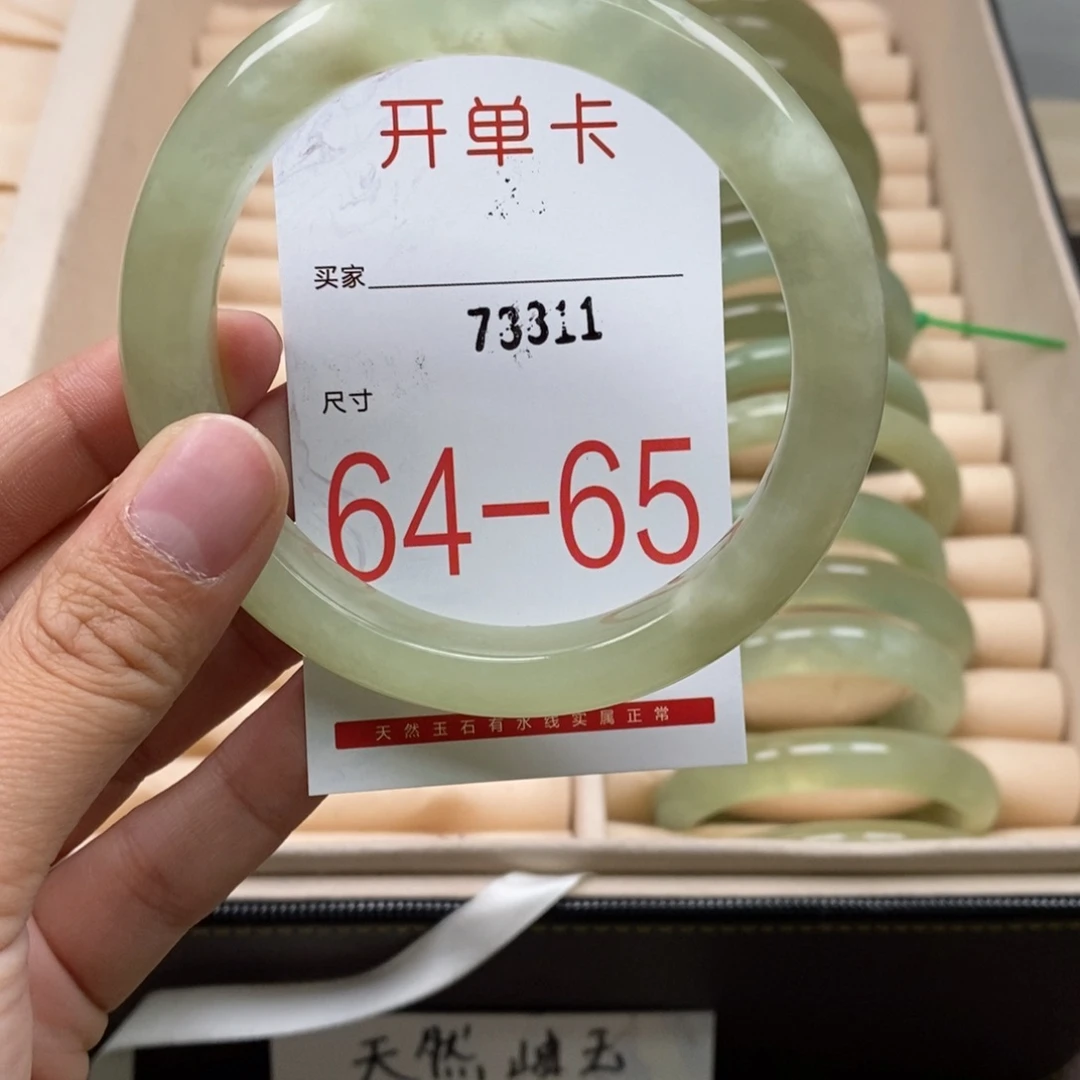 开单卡
买家
73311
尺寸
64-65
天然玉石有水线实属正常
天然岫玉